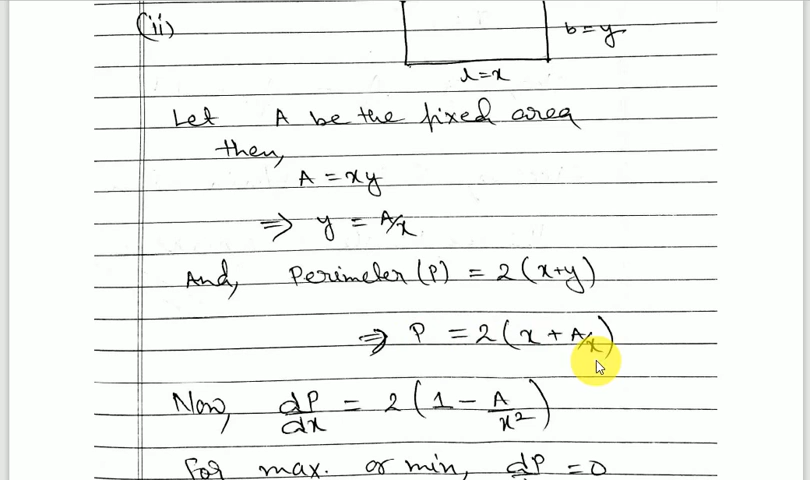 (ii)
b=y
l=x
Let A be the fixed area
then,
A = xy
⇒ y = A/x
And, Perimeter (P) = 2(x+y)
⇒ P = 2(x + A/x)
Now, dP/dx = 2(1 - A/x²)
For max. or min, dP = 0